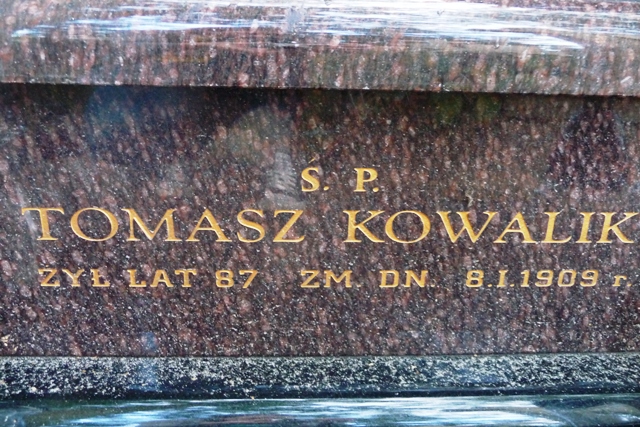 Ś. P.
TOMASZ KOWALIK
ŻYŁ LAT 87 ZM. DN. 8.I.1909 r.